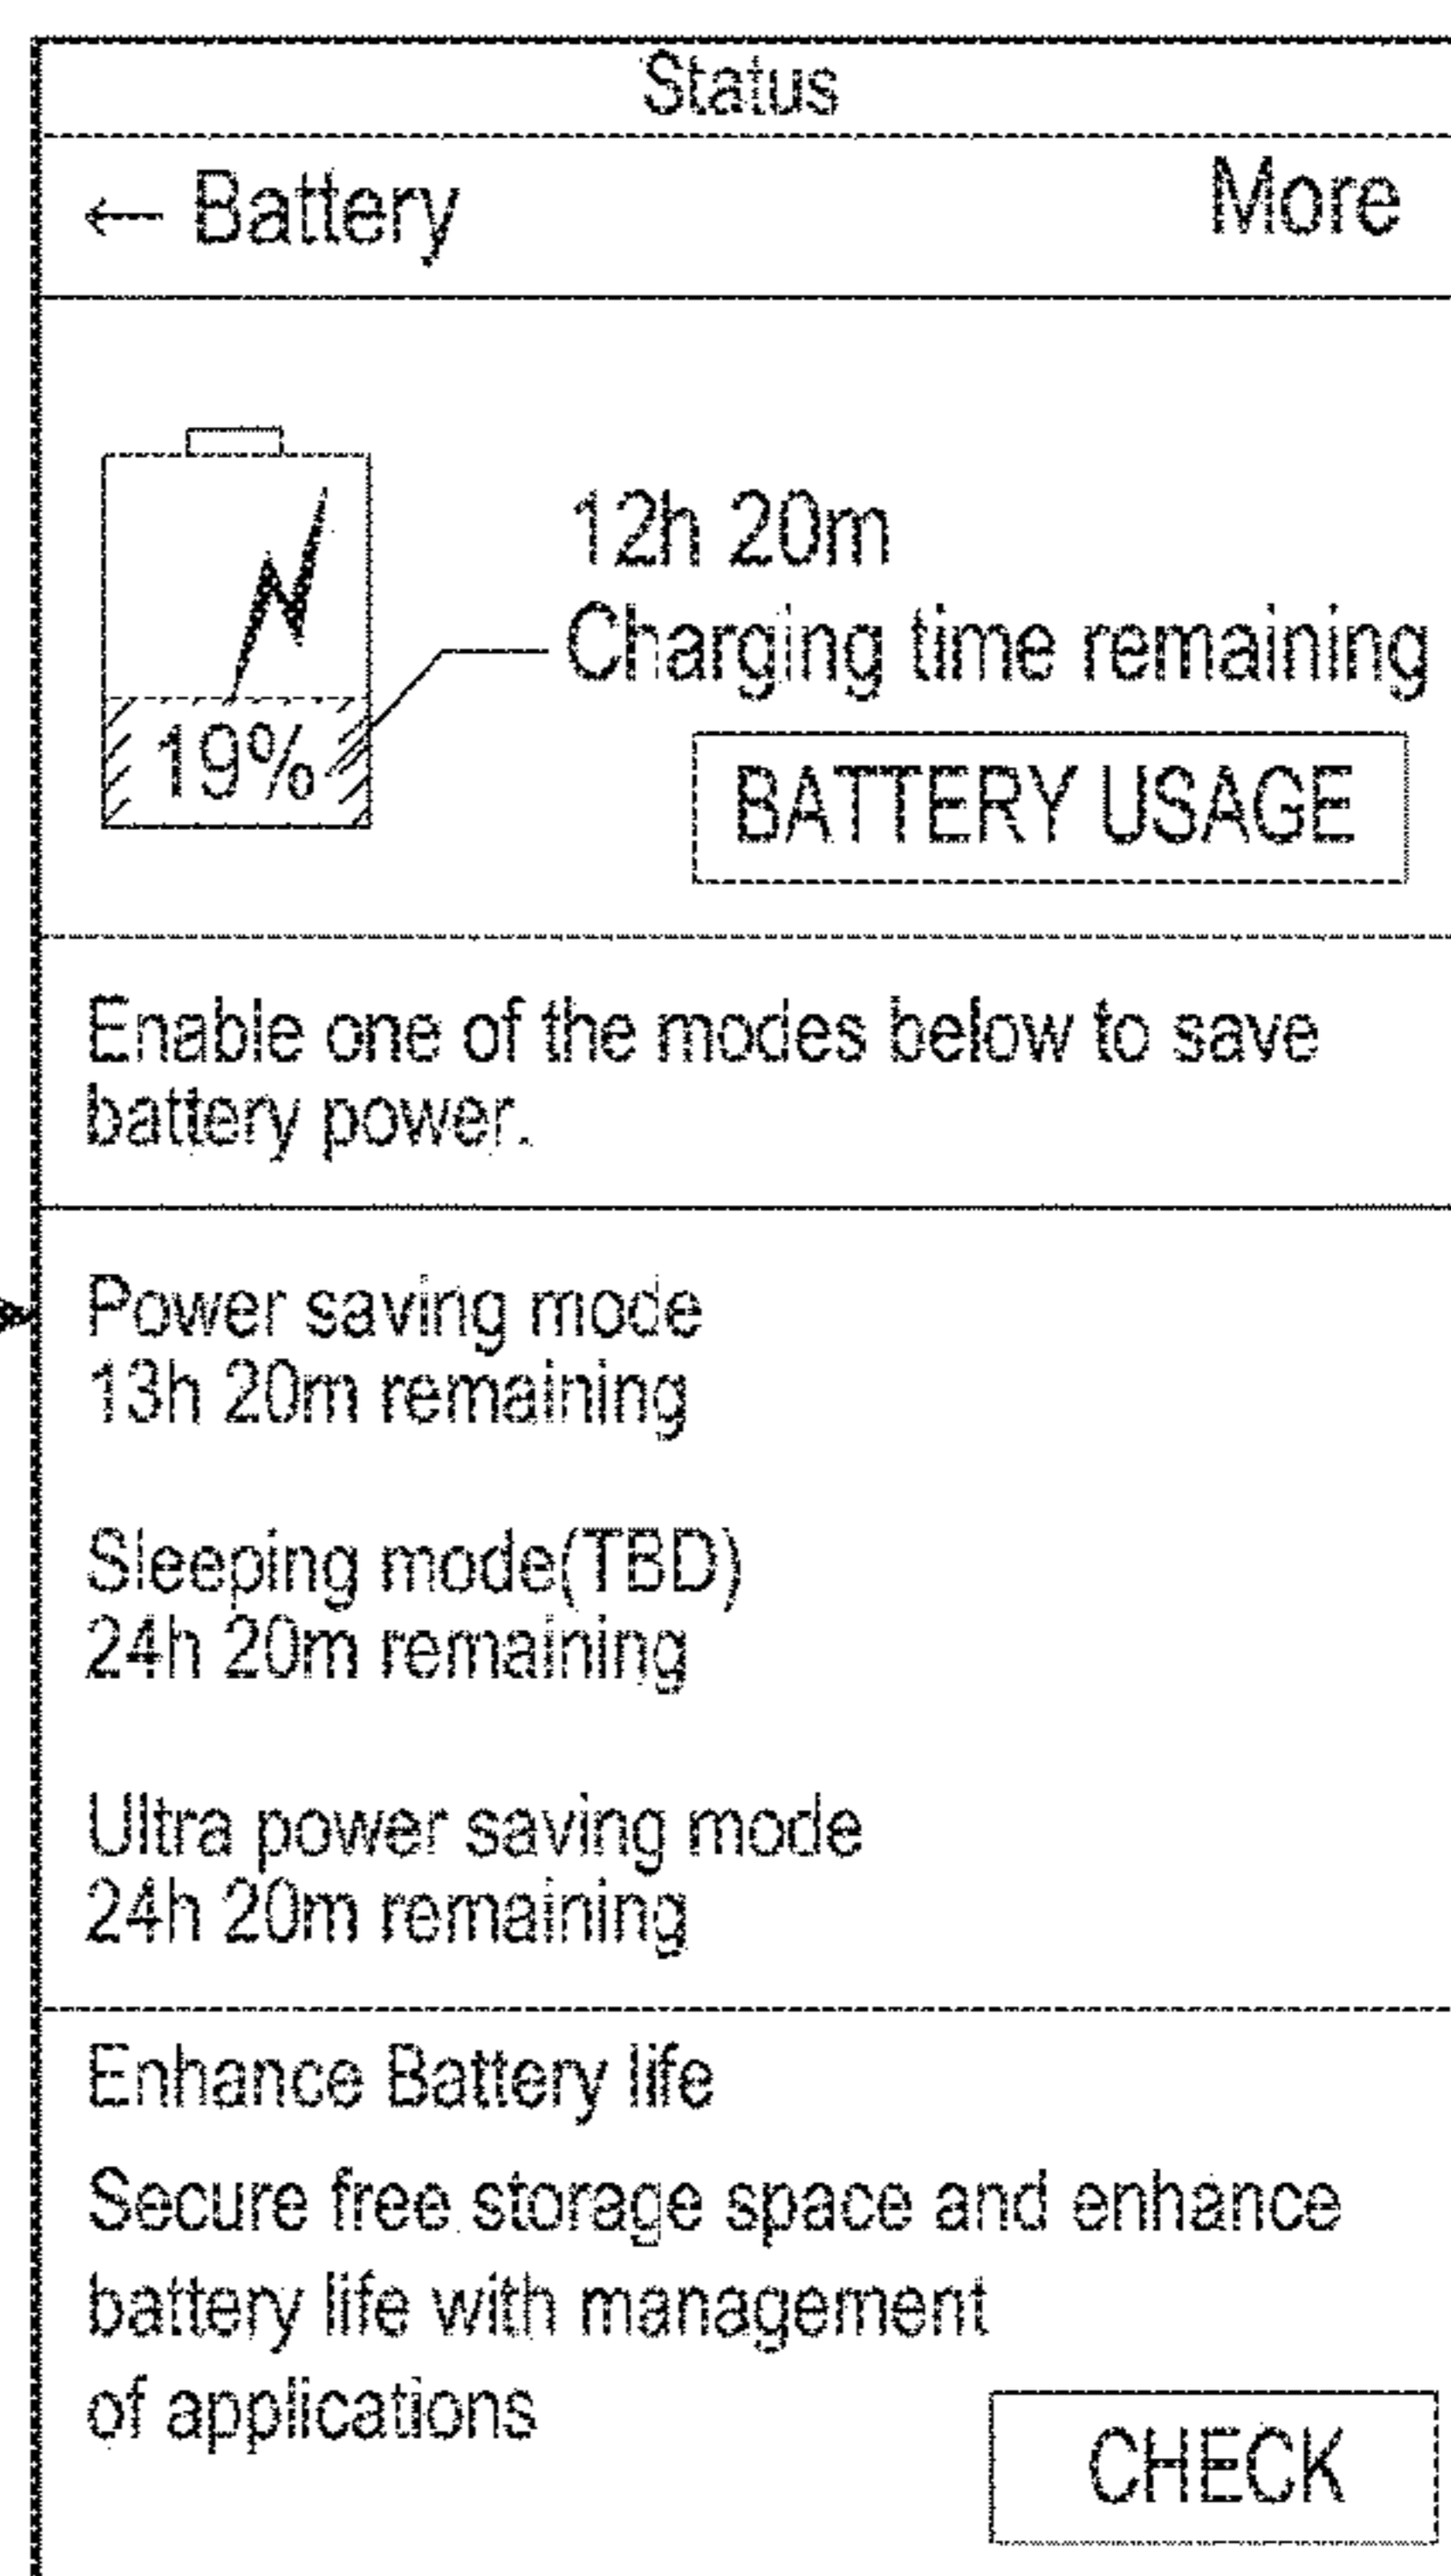 Status
← Battery More
12h 20m
Charging time remaining
19%
BATTERY USAGE
Enable one of the modes below to save
battery power.
Power saving mode
13h 20m remaining
Sleeping mode(TBD)
24h 20m remaining
Ultra power saving mode
24h 20m remaining
Enhance Battery life
Secure free storage space and enhance
battery life with management
of applications
CHECK